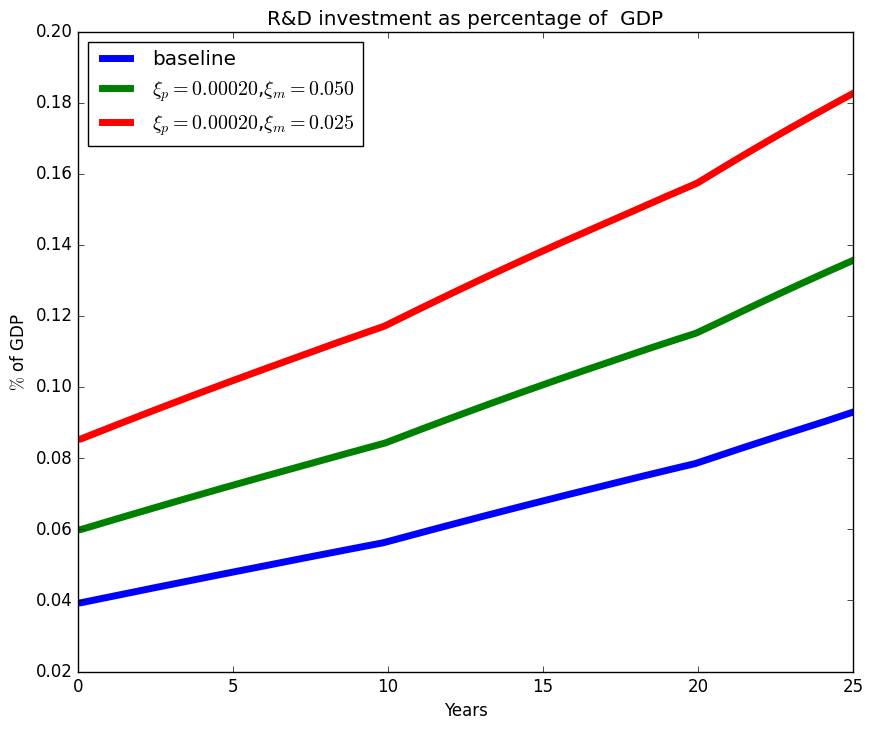 R&D investment as percentage of  GDP
baseline
ξp = 0.00020,ξm = 0.050
ξp = 0.00020,ξm = 0.025
% of GDP
0.20
0.18
0.16
0.14
0.12
0.10
0.08
0.06
0.04
0.02
0 5 10 15 20 25
Years